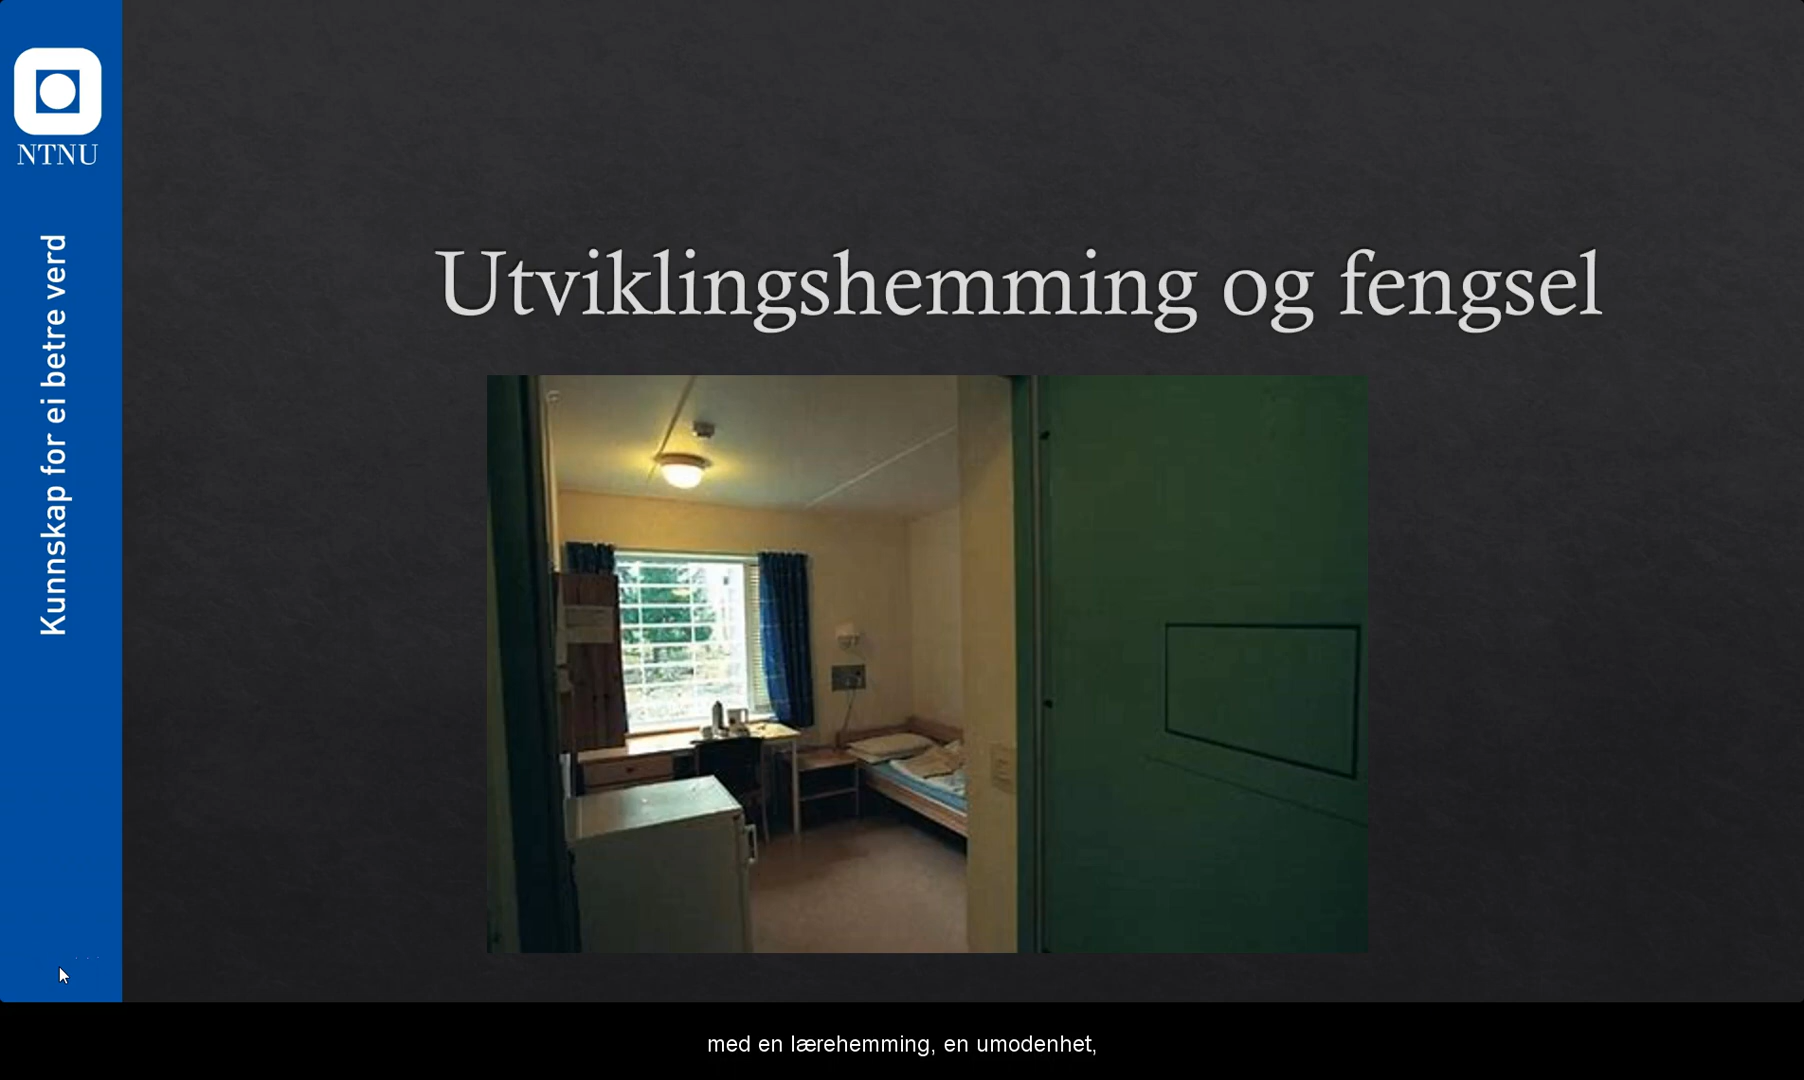 NTNU
Kunnskap for ei betre verd
Utviklingshemming og fengsel
med en lærehemming, en umodenhet,